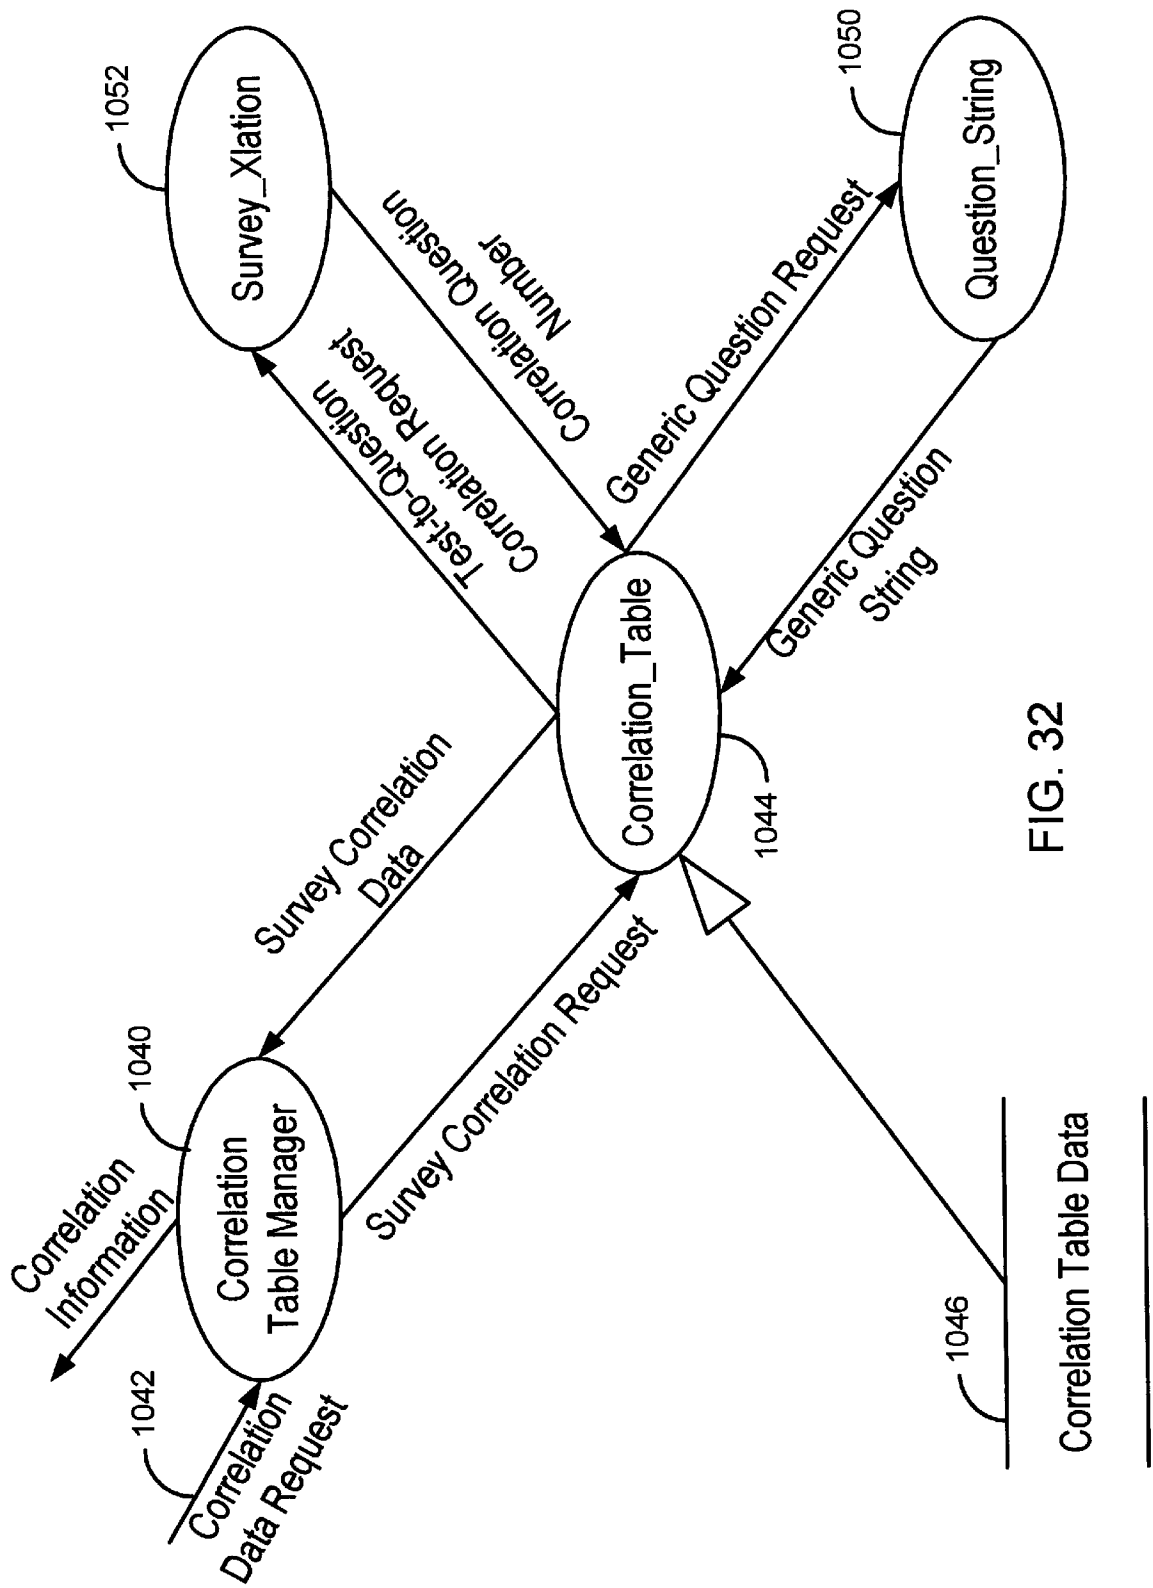 Correlation
Information
1042
Correlation
Data Request
1040
Correlation
Table Manager
Survey Correlation
Data
Survey Correlation Request
1052
Survey_Xlation
Test-to-Question
Correlation Request
Correlation Question
Number
Correlation_Table
1044
Generic Question Request
1050
Question_String
Generic Question
String
1046
Correlation Table Data
FIG. 32